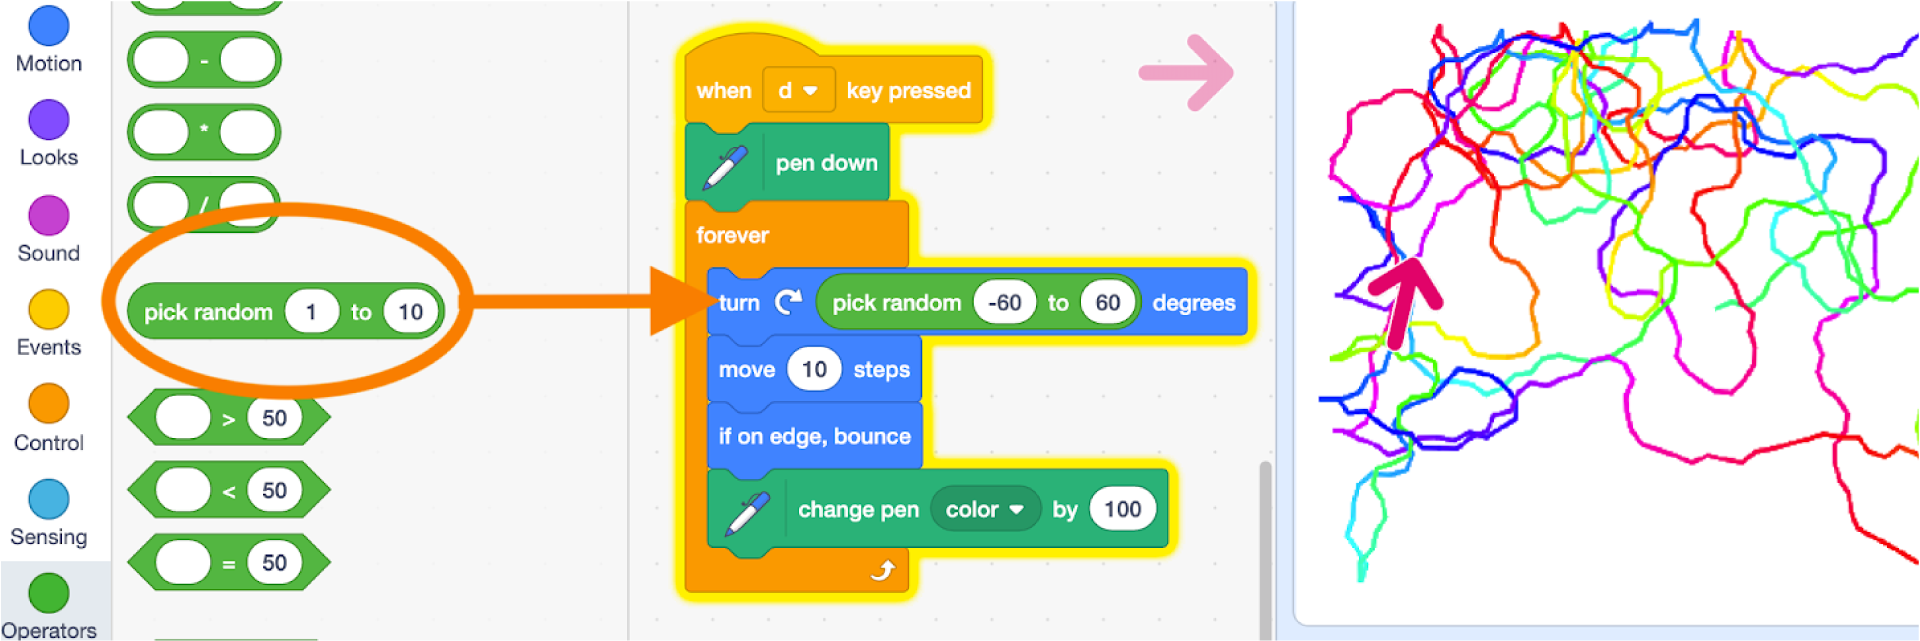 Motion
Looks
Sound
Events
Control
Sensing
Operators
-
*
/
pick random 1 to 10
> 50
< 50
= 50
when d key pressed
pen down
forever
turn pick random -60 to 60 degrees
move 10 steps
if on edge, bounce
change pen color by 100